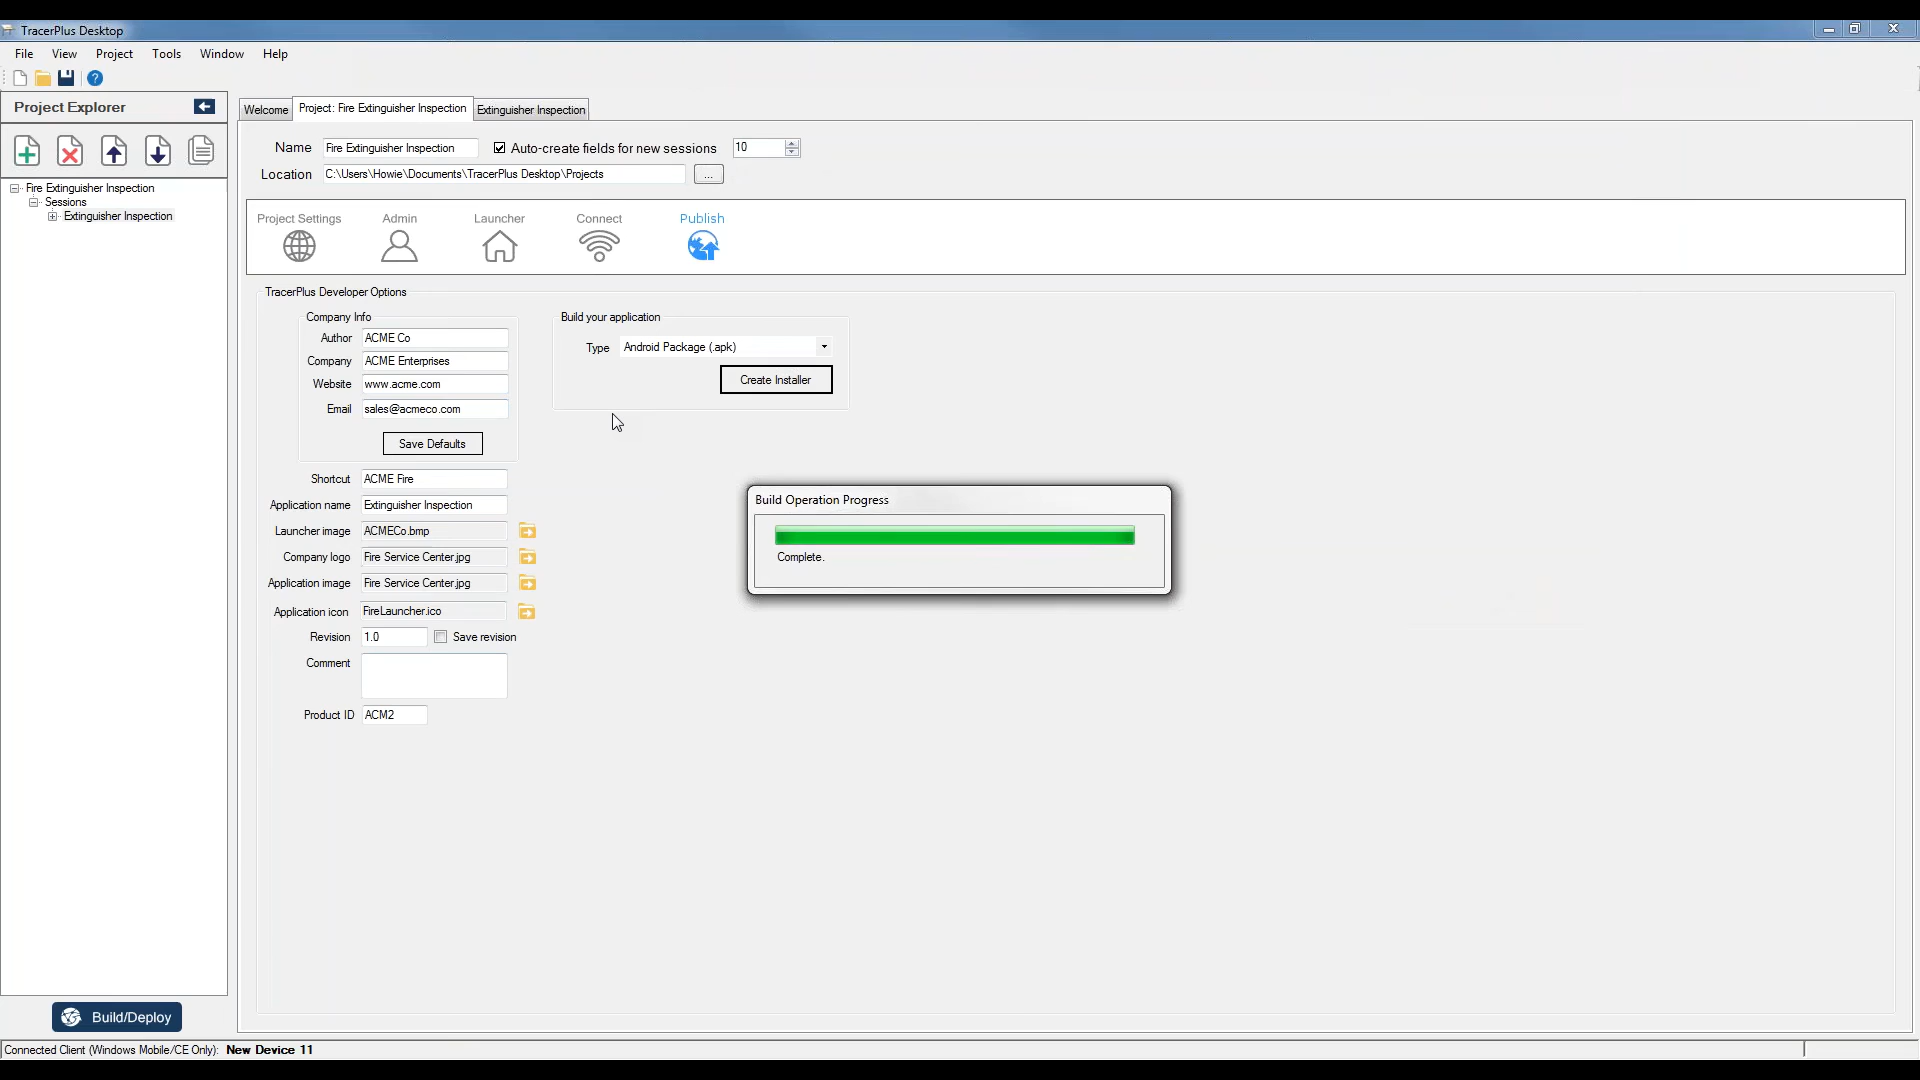 TracerPlus Desktop
File View Project Tools Window Help
Project Explorer
Welcome Project: Fire Extinguisher Inspection Extinguisher Inspection
Name Fire Extinguisher Inspection Auto-create fields for new sessions 10
Location C:\Users\Howie\Documents\TracerPlus Desktop\Projects ...
Fire Extinguisher Inspection
Sessions
Extinguisher Inspection
Project Settings Admin Launcher Connect Publish
TracerPlus Developer Options
Company Info
Author ACME Co
Company ACME Enterprises
Website www.acme.com
Email sales@acmeco.com
Save Defaults
Build your application
Type Android Package (.apk)
Create Installer
Shortcut ACME Fire
Application name Extinguisher Inspection
Launcher image ACMECo.bmp
Company logo Fire Service Center.jpg
Application image Fire Service Center.jpg
Application icon FireLauncher.ico
Revision 1.0 Save revision
Comment
Product ID ACM2
Build Operation Progress
Complete.
Build/Deploy
Connected Client (Windows Mobile/CE Only): New Device 11